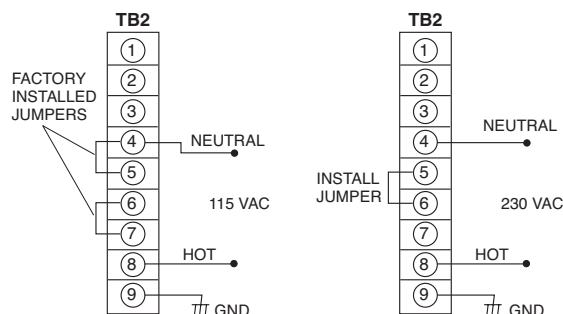 TB2
1
2
3
4
5
6
7
8
9
FACTORY
INSTALLED
JUMPERS
NEUTRAL
115 VAC
HOT
GND
TB2
1
2
3
4
5
6
7
8
9
INSTALL
JUMPER
NEUTRAL
230 VAC
HOT
GND